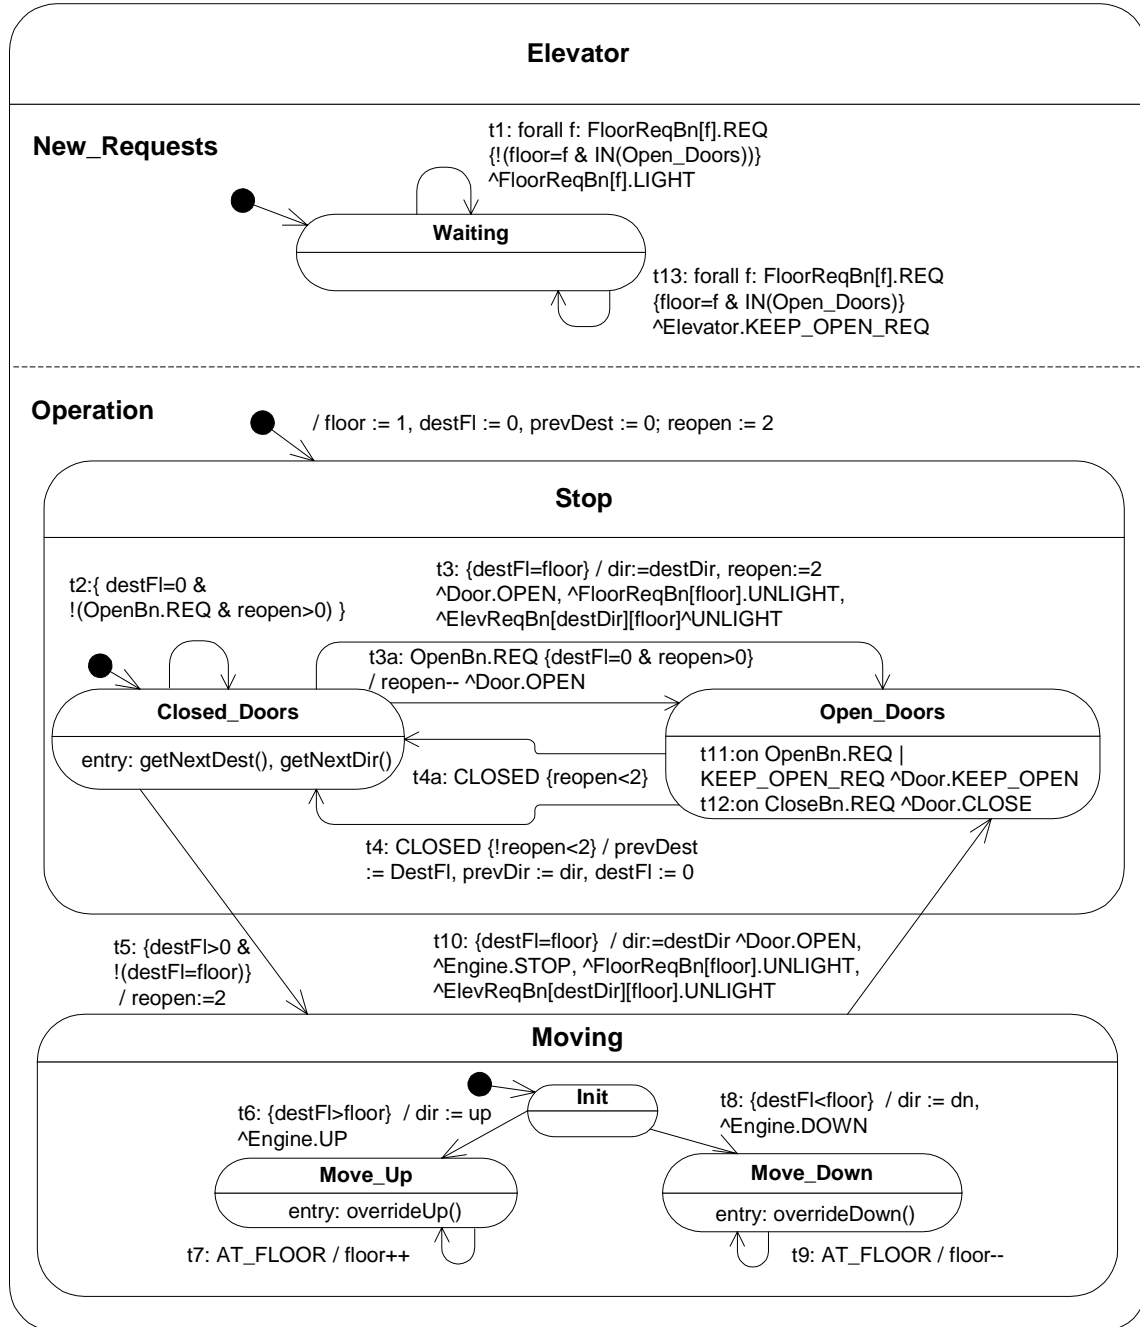 Elevator
New_Requests
t1: forall f: FloorReqBn[f].REQ
{!(floor=f & IN(Open_Doors))}
^FloorReqBn[f].LIGHT
Waiting
t13: forall f: FloorReqBn[f].REQ
{floor=f & IN(Open_Doors)}
^Elevator.KEEP_OPEN_REQ
Operation
/ floor := 1, destFl := 0, prevDest := 0; reopen := 2
Stop
t2:{ destFl=0 &
!(OpenBn.REQ & reopen>0) }
t3: {destFl=floor} / dir:=destDir, reopen:=2
^Door.OPEN, ^FloorReqBn[floor].UNLIGHT,
^ElevReqBn[destDir][floor]^UNLIGHT
t3a: OpenBn.REQ {destFl=0 & reopen>0}
/ reopen-- ^Door.OPEN
Closed_Doors
entry: getNextDest(), getNextDir()
Open_Doors
t11:on OpenBn.REQ |
KEEP_OPEN_REQ ^Door.KEEP_OPEN
t12:on CloseBn.REQ ^Door.CLOSE
t4a: CLOSED {reopen<2}
t4: CLOSED {!reopen<2} / prevDest
:= DestFl, prevDir := dir, destFl := 0
t5: {destFl>0 &
!(destFl=floor)}
/ reopen:=2
t10: {destFl=floor} / dir:=destDir ^Door.OPEN,
^Engine.STOP, ^FloorReqBn[floor].UNLIGHT,
^ElevReqBn[destDir][floor].UNLIGHT
Moving
Init
t6: {destFl>floor} / dir := up
^Engine.UP
t8: {destFl<floor} / dir := dn,
^Engine.DOWN
Move_Up
entry: overrideUp()
Move_Down
entry: overrideDown()
t7: AT_FLOOR / floor++
t9: AT_FLOOR / floor--